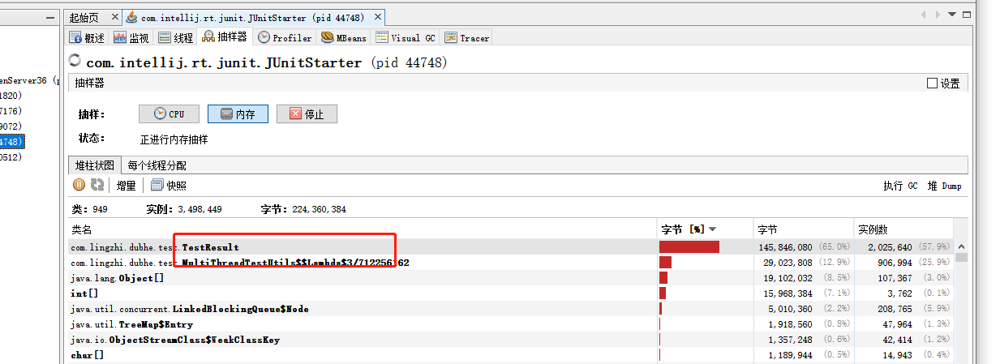 起始页 com.intellij.rt.junit.JUnitStarter (pid 44748)
概述 监视 线程 抽样器 Profiler MBeans Visual GC Tracer
com.intellij.rt.junit.JUnitStarter (pid 44748)
enServer36 (p
1820)
7176)
9072)
4748)
0512)
抽样器 设置
抽样： CPU 内存 停止
状态： 正进行内存抽样
堆柱状图 每个线程分配
增量 快照 执行 GC 堆 Dump
类：949 实例：3,498,449 字节：224,360,384
类名 字节 [%] 字节 实例数
com.lingzhi.dubhe.test.TestResult 145,846,080 (65.0%) 2,025,640 (57.9%)
com.lingzhi.dubhe.test.MultiThreadTestUtils$$Lambda$3/712256162 29,023,808 (12.9%) 906,994 (25.9%)
java.lang.Object[] 19,102,032 (8.5%) 107,367 (3.0%)
int[] 15,968,384 (7.1%) 3,762 (0.1%)
java.util.concurrent.LinkedBlockingQueue$Node 5,010,360 (2.2%) 208,765 (5.9%)
java.util.TreeMap$Entry 1,918,560 (0.8%) 47,964 (1.3%)
java.io.ObjectStreamClass$WeakClassKey 1,357,248 (0.6%) 42,414 (1.2%)
char[] 1,189,944 (0.5%) 14,943 (0.4%)